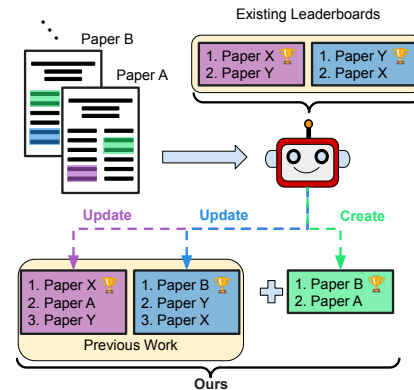 Existing Leaderboards
Paper B
Paper A
1. Paper X
2. Paper Y
1. Paper Y
2. Paper X
Update
Update
Create
1. Paper X
2. Paper A
3. Paper Y
1. Paper B
2. Paper Y
3. Paper X
1. Paper B
2. Paper A
Previous Work
Ours